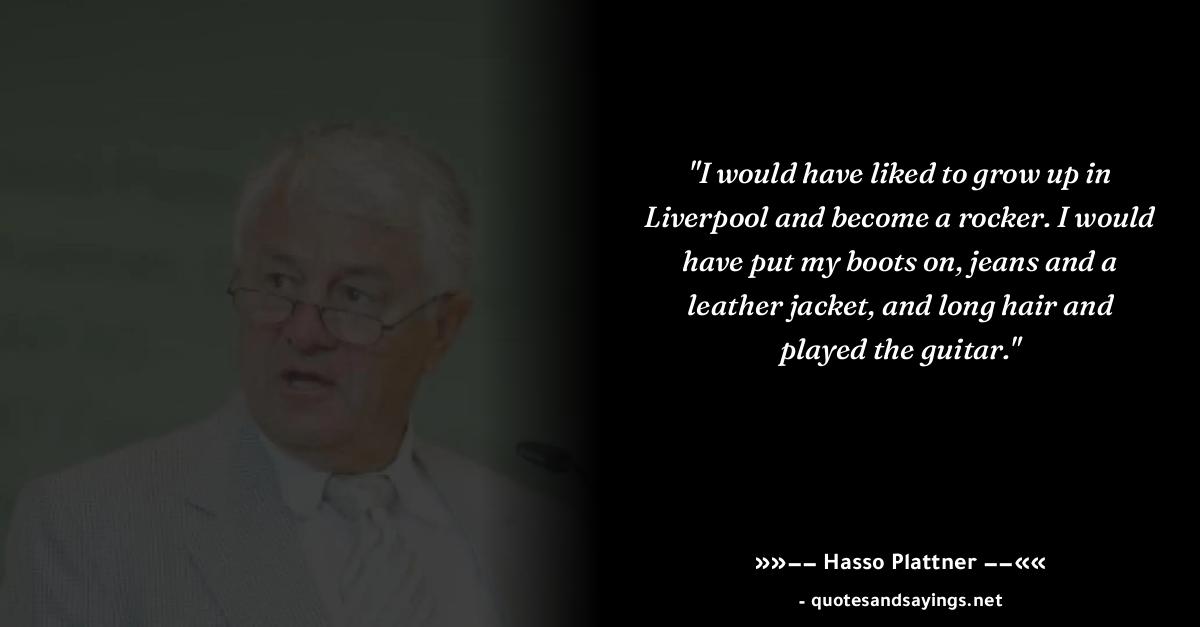 "I would have liked to grow up in
Liverpool and become a rocker. I would
have put my boots on, jeans and a
leather jacket, and long hair and
played the guitar."
»»–– Hasso Plattner ––««
- quotesandsayings.net